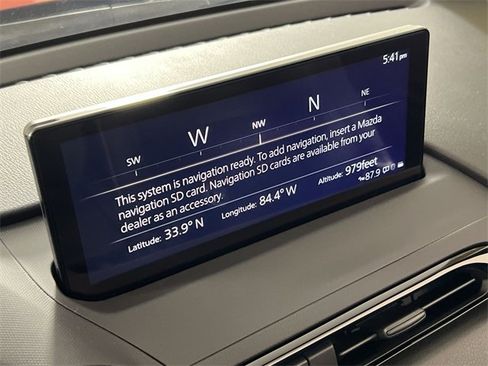 5:41 pm
SW W NW N NE
This system is navigation ready. To add navigation, insert a Mazda
navigation SD card. Navigation SD cards are available from your
dealer as an accessory.
Latitude: 33.9° N Longitude: 84.4° W Altitude: 979feet
87.9